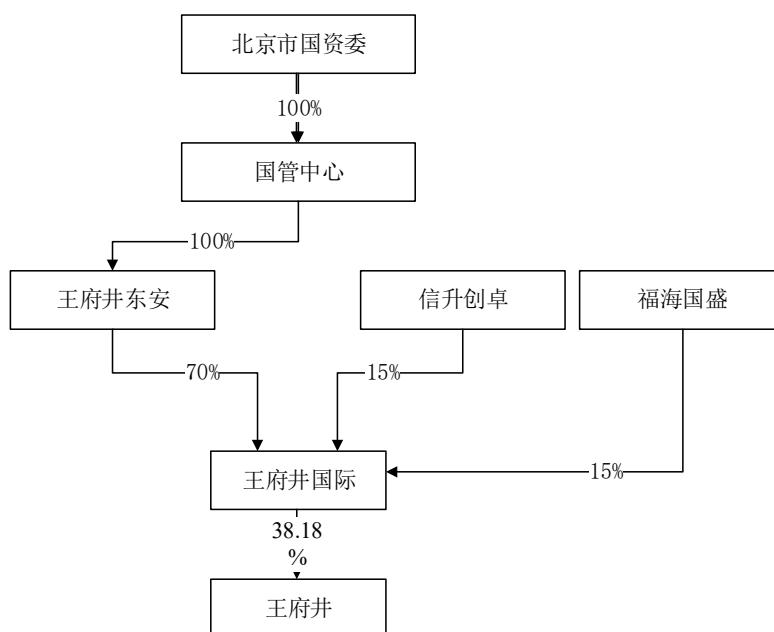 北京市国资委
100%
国管中心
100%
王府井东安
信升创卓
福海国盛
70%
15%
王府井国际
15%
38.18
%
王府井